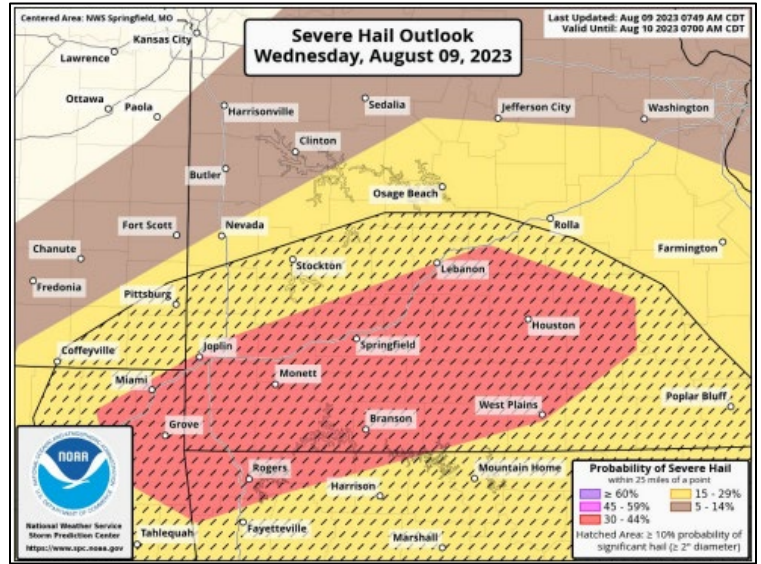 Centered Area: NWS Springfield, MO
Severe Hail Outlook
Wednesday, August 09, 2023
Last Updated: Aug 09 2023 0749 AM CDT
Valid Until: Aug 10 2023 0700 AM CDT
Kansas City
Lawrence
Ottawa
Paola
Harrisonville
Sedalia
Jefferson City
Washington
Clinton
Butler
Osage Beach
Fort Scott
Nevada
Rolla
Chanute
Stockton
Lebanon
Farmington
Fredonia
Pittsburg
Houston
Coffeyville
Joplin
Springfield
Miami
Monett
Grove
Branson
West Plains
Poplar Bluff
Rogers
Harrison
Mountain Home
Tahlequah
Fayetteville
Marshall
NOAA
National Weather Service
Storm Prediction Center
https://www.spc.noaa.gov
Probability of Severe Hail
within 25 miles of a point
≥ 60%
45 - 59%
30 - 44%
15 - 29%
5 - 14%
Hatched Area: ≥ 10% probability of
significant hail (≥ 2" diameter)